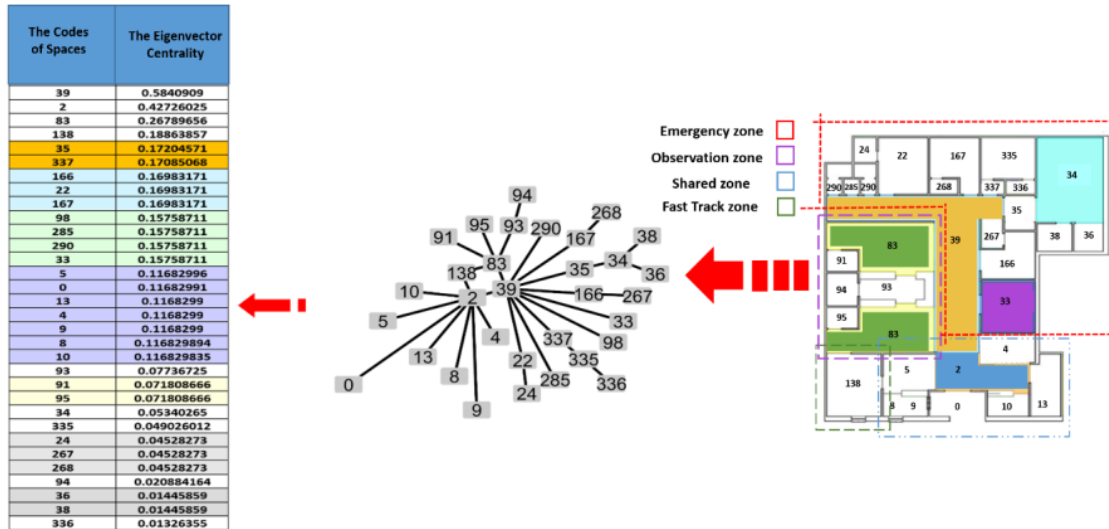 The Codes of Spaces The Eigenvector Centrality
39 0.5840909
2 0.42726025
83 0.26789656
138 0.18863857
35 0.17204571
337 0.17085068
166 0.16983171
22 0.16983171
167 0.16983171
98 0.15758711
285 0.15758711
290 0.15758711
33 0.15758711
5 0.11682996
0 0.11682991
13 0.1168299
4 0.1168299
9 0.1168299
8 0.116829894
10 0.116829835
93 0.07736725
91 0.071808666
95 0.071808666
34 0.05340265
335 0.049026012
24 0.04528273
267 0.04528273
268 0.04528273
94 0.020884164
36 0.01445859
38 0.01445859
336 0.01326355
94
95 93 290 268
91 167 38
83 35 34 36
138
10 2 39 166 267
5 33
4 337 98
13 22 335
0 8 24 285 336
9
Emergency zone
Observation zone
Shared zone
Fast Track zone
24 22 167 335
290 285 290 268 337 336 34
35
83 39 267 38 36
91 166
94 93 33
95
83
4
138 5 2
8 9 0 10 13